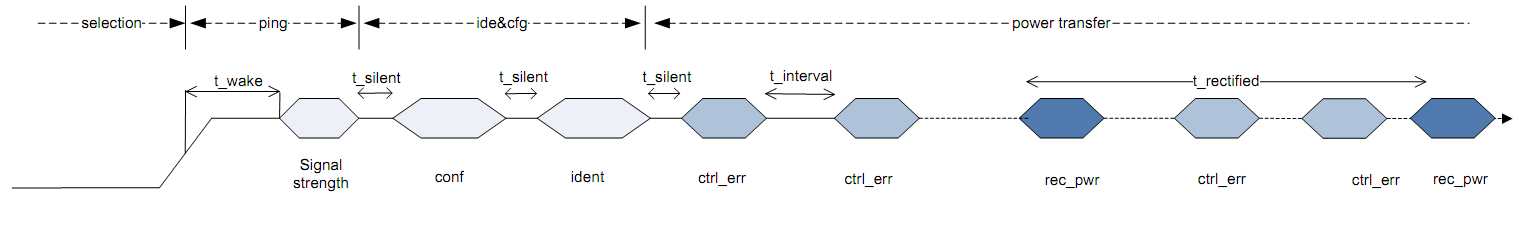 selection
ping
ide&cfg
power transfer
t_wake
t_silent
t_silent
t_silent
t_interval
t_rectified
Signal
strength
conf
ident
ctrl_err
ctrl_err
rec_pwr
ctrl_err
ctrl_err
rec_pwr